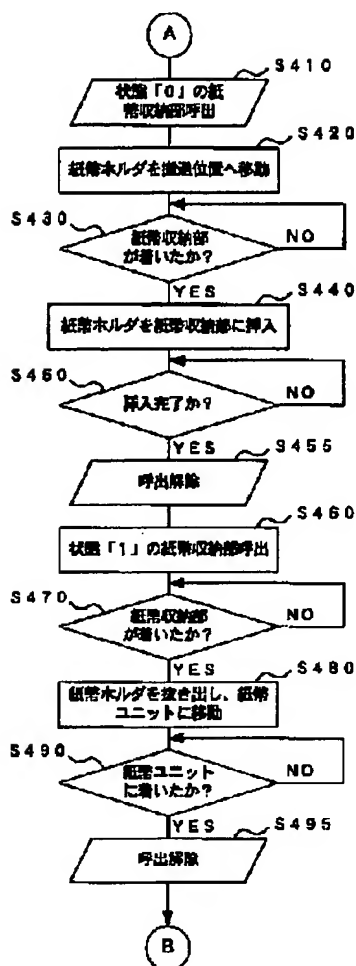 A
S410
状態「0」の紙
幣収納部呼出
S420
紙幣ホルダを位置へ移動
S430
紙幣収納部
が着いたか?
NO
YES
S440
紙幣ホルダを紙幣収納部に挿入
S460
挿入完了か?
NO
YES
S455
呼出解除
S460
状態「1」の紙幣収納部呼出
S470
紙幣収納部
が着いたか?
NO
YES
S480
紙幣ホルダを抜き出し、紙幣
ユニットに移動
S490
紙幣ユニット
に着いたか?
NO
YES
S495
呼出解除
B